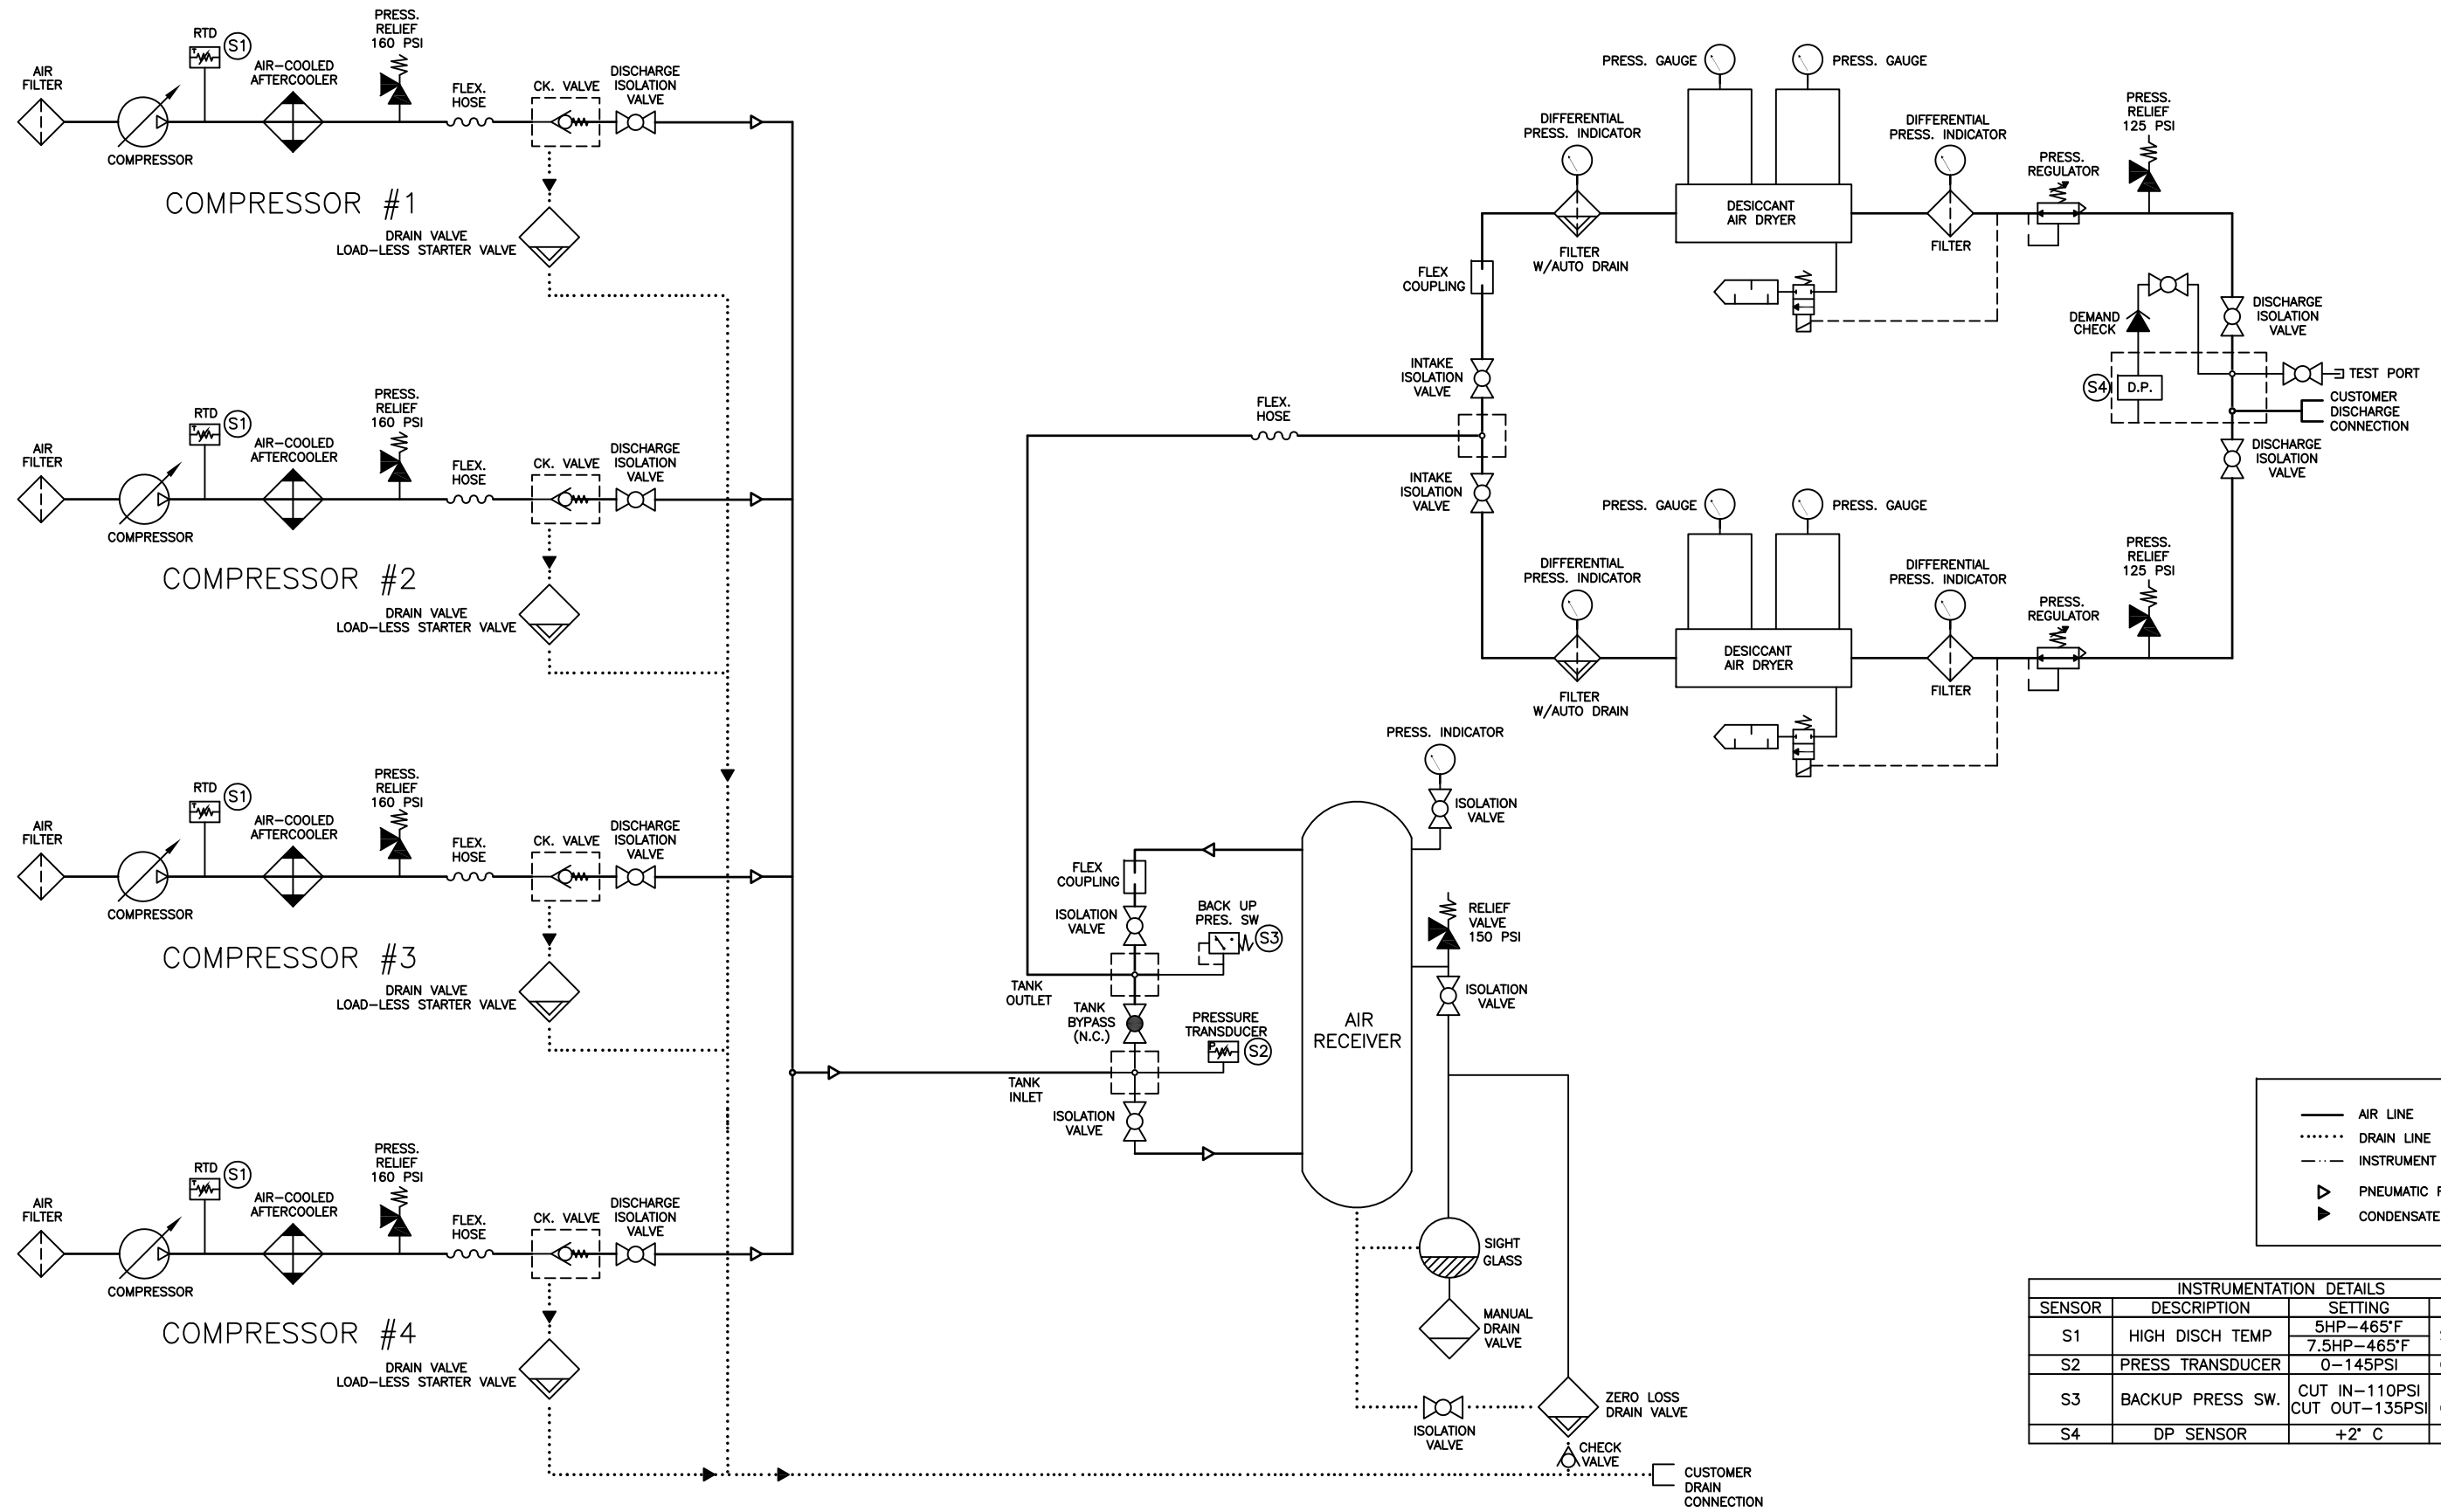 RTD
S1
PRESS.
RELIEF
160 PSI
AIR
FILTER
AIR-COOLED
AFTERCOOLER
FLEX.
HOSE
CK. VALVE
DISCHARGE
ISOLATION
VALVE
COMPRESSOR
COMPRESSOR #1
DRAIN VALVE
LOAD-LESS STARTER VALVE
RTD
S1
PRESS.
RELIEF
160 PSI
AIR
FILTER
AIR-COOLED
AFTERCOOLER
FLEX.
HOSE
CK. VALVE
DISCHARGE
ISOLATION
VALVE
COMPRESSOR
COMPRESSOR #2
DRAIN VALVE
LOAD-LESS STARTER VALVE
RTD
S1
PRESS.
RELIEF
160 PSI
AIR
FILTER
AIR-COOLED
AFTERCOOLER
FLEX.
HOSE
CK. VALVE
DISCHARGE
ISOLATION
VALVE
COMPRESSOR
COMPRESSOR #3
DRAIN VALVE
LOAD-LESS STARTER VALVE
RTD
S1
PRESS.
RELIEF
160 PSI
AIR
FILTER
AIR-COOLED
AFTERCOOLER
FLEX.
HOSE
CK. VALVE
DISCHARGE
ISOLATION
VALVE
COMPRESSOR
COMPRESSOR #4
DRAIN VALVE
LOAD-LESS STARTER VALVE
PRESS. GAUGE
PRESS. GAUGE
DIFFERENTIAL
PRESS. INDICATOR
DIFFERENTIAL
PRESS. INDICATOR
PRESS.
RELIEF
125 PSI
PRESS.
REGULATOR
DESICCANT
AIR DRYER
FILTER
W/AUTO DRAIN
FILTER
FLEX
COUPLING
DEMAND
CHECK
DISCHARGE
ISOLATION
VALVE
INTAKE
ISOLATION
VALVE
S4
D.P.
TEST PORT
CUSTOMER
DISCHARGE
CONNECTION
FLEX.
HOSE
DISCHARGE
ISOLATION
VALVE
INTAKE
ISOLATION
VALVE
PRESS. GAUGE
PRESS. GAUGE
DIFFERENTIAL
PRESS. INDICATOR
DIFFERENTIAL
PRESS. INDICATOR
PRESS.
RELIEF
125 PSI
PRESS.
REGULATOR
DESICCANT
AIR DRYER
FILTER
W/AUTO DRAIN
FILTER
PRESS. INDICATOR
ISOLATION
VALVE
FLEX
COUPLING
ISOLATION
VALVE
BACK UP
PRES. SW
S3
RELIEF
VALVE
150 PSI
TANK
OUTLET
TANK
BYPASS
(N.C.)
PRESSURE
TRANSDUCER
P
S2
ISOLATION
VALVE
AIR
RECEIVER
TANK
INLET
ISOLATION
VALVE
SIGHT
GLASS
MANUAL
DRAIN
VALVE
ZERO LOSS
DRAIN VALVE
ISOLATION
VALVE
CHECK
VALVE
CUSTOMER
DRAIN
CONNECTION
AIR LINE
DRAIN LINE
INSTRUMENT
PNEUMATIC
CONDENSATE
INSTRUMENTATION DETAILS
SENSOR DESCRIPTION SETTING
S1 HIGH DISCH TEMP 5HP-465°F
7.5HP-465°F
S2 PRESS TRANSDUCER 0-145PSI
S3 BACKUP PRESS SW. CUT IN-110PSI
CUT OUT-135PSI
S4 DP SENSOR +2° C